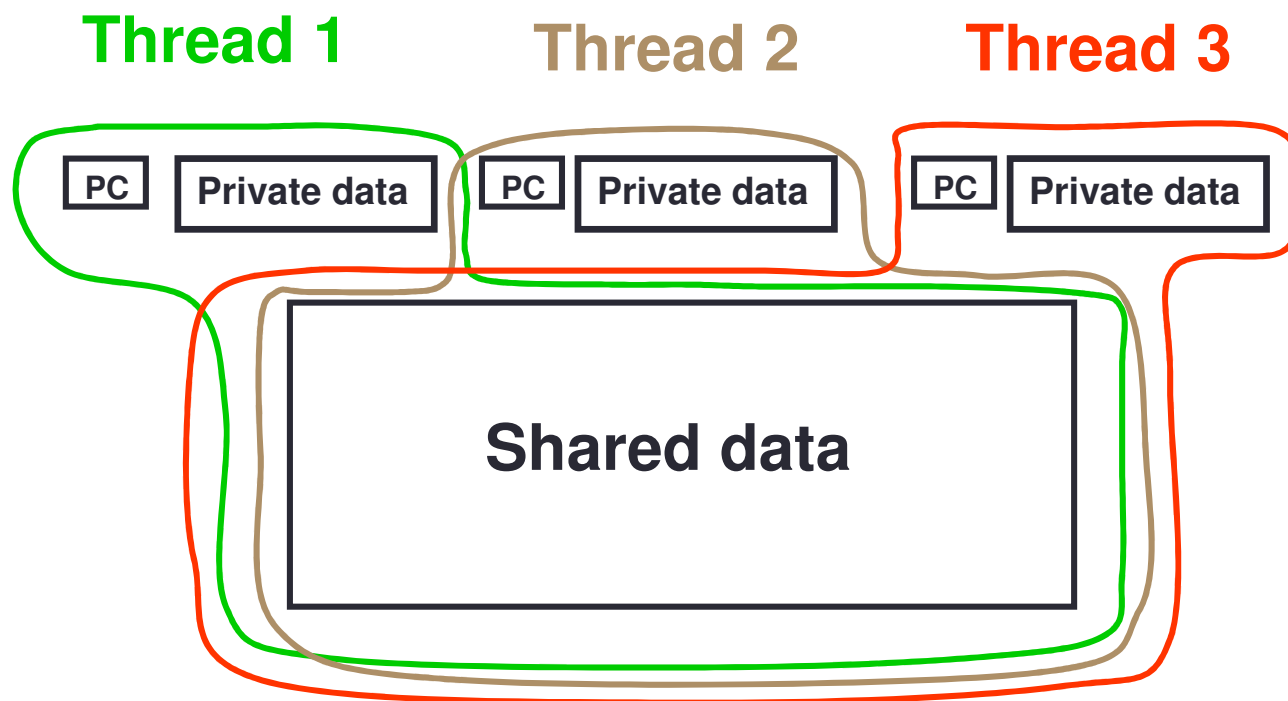 Thread 1 Thread 2 Thread 3
PC Private data PC Private data PC Private data
Shared data